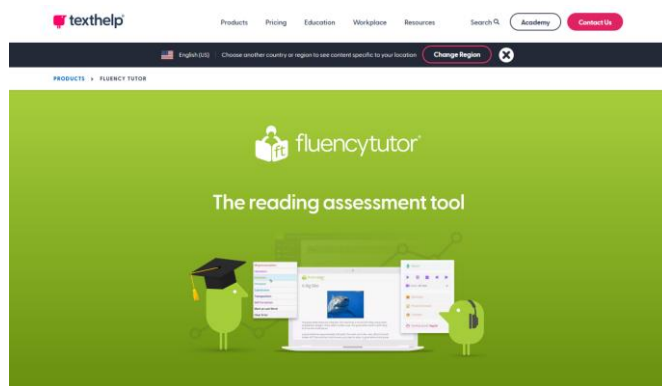 texthelp
Products Pricing Education Workplace Resources Search Academy Contact Us
English (US) Choose another country or region to see content specific to your location Change Region
PRODUCTS > FLUENCY TUTOR
ft fluencytutor
The reading assessment tool